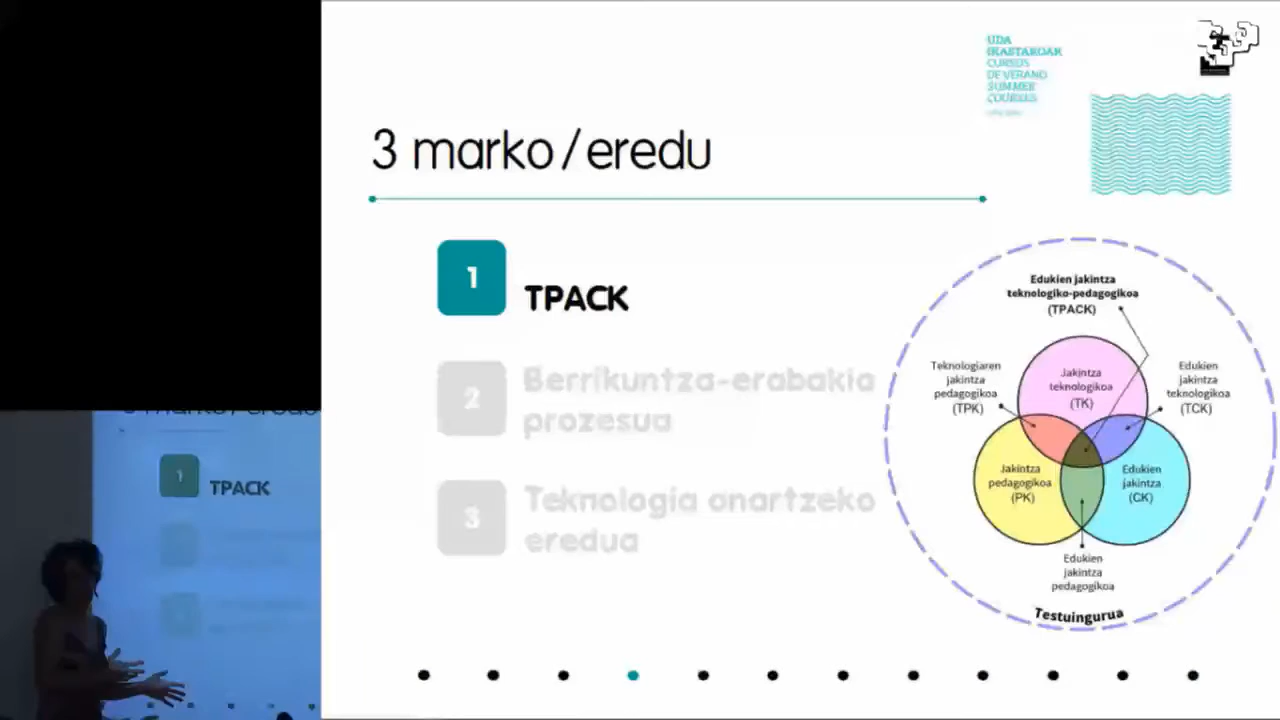 UDA
IKASTAROAK
CURSOS
DE VERANO
SUMMER
COURSES
3 marko / eredu
1
TPACK
2
Berrikuntza-erabakia
prozesua
3
Teknologia onartzeko
eredua
Edukien jakintza
teknologiko-pedagogikoa
(TPACK)
Teknologiaren
jakintza
pedagogikoa
(TPK)
Jakintza
teknologikoa
(TK)
Edukien
jakintza
teknologikoa
(TCK)
Jakintza
pedagogikoa
(PK)
Edukien
jakintza
(CK)
Edukien
jakintza
pedagogikoa
Testuingurua
3 marko / eredu
1
TPACK